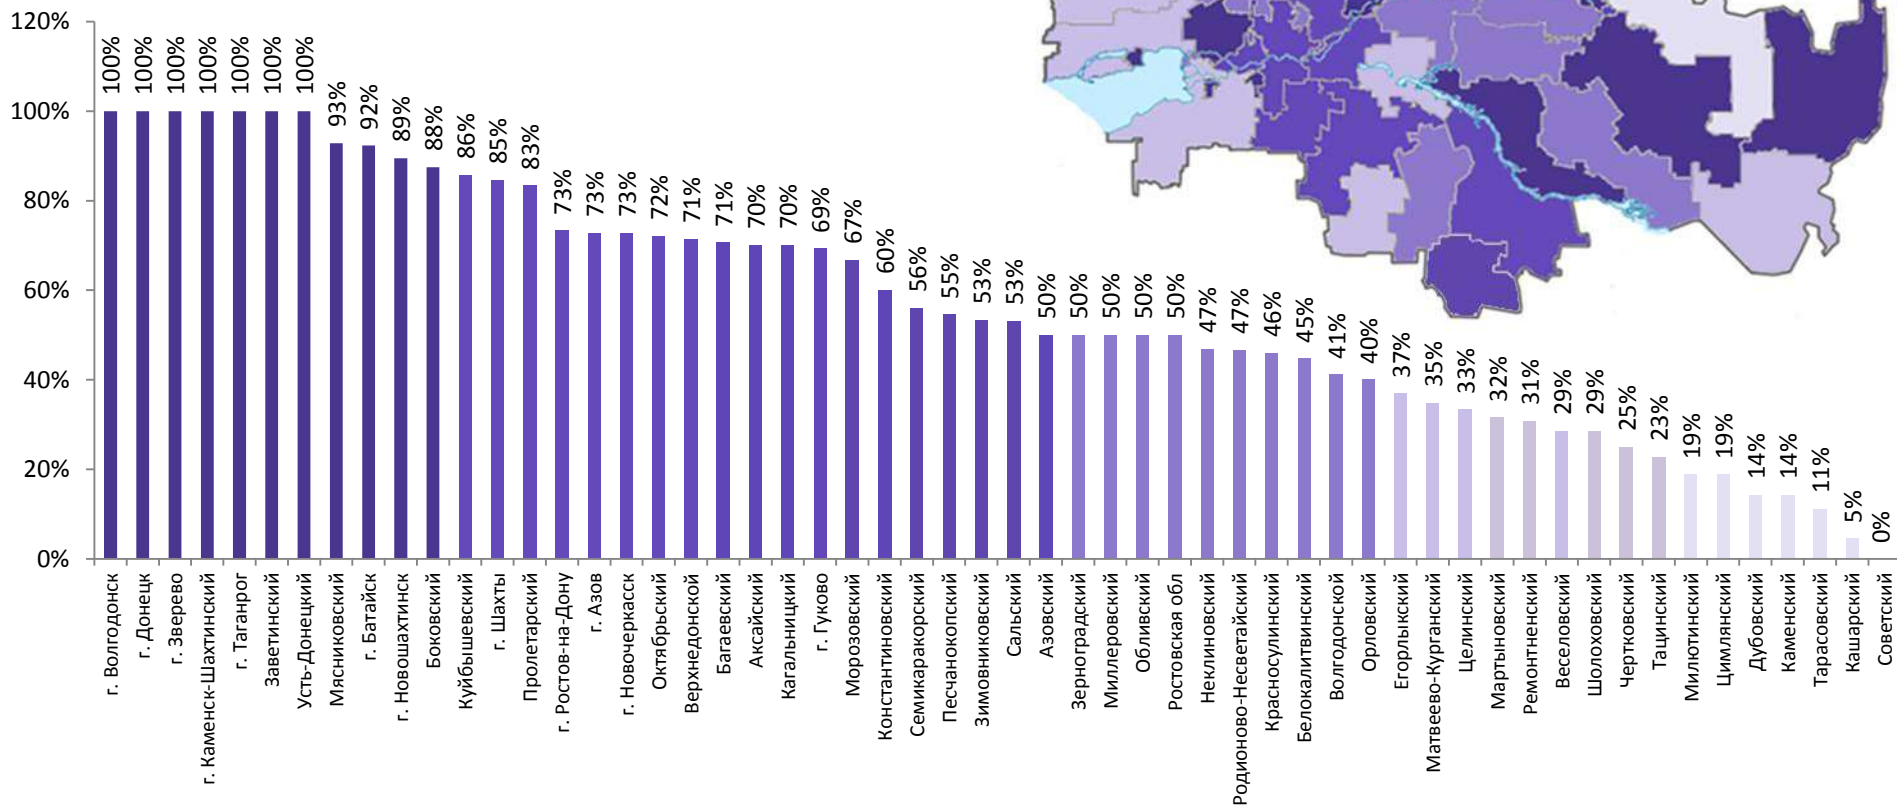 120%
100%
80%
60%
40%
20%
0%
100%
100%
100%
100%
100%
100%
100%
93%
92%
89%
88%
86%
85%
83%
73%
73%
73%
72%
71%
71%
70%
70%
69%
67%
60%
56%
55%
53%
53%
50%
50%
50%
50%
50%
47%
47%
46%
45%
41%
40%
37%
35%
33%
32%
31%
29%
29%
25%
23%
19%
19%
14%
14%
11%
5%
0%
г. Волгодонск
г. Донецк
г. Зверево
г. Каменск-Шахтинский
г. Таганрог
Заветинский
Усть-Донецкий
Мясниковский
г. Батайск
г. Новошахтинск
Боковский
Куйбышевский
г. Шахты
Пролетарский
г. Ростов-на-Дону
г. Азов
г. Новочеркасск
Октябрьский
Верхнедонской
Багаевский
Аксайский
Кагальницкий
г. Гуково
Морозовский
Константиновский
Семикаракорский
Песчанокопский
Зимовниковский
Сальский
Азовский
Зерноградский
Миллеровский
Обливский
Ростовская обл
Неклиновский
Родионово-Несветайский
Красносулинский
Белокалитвинский
Волгодонской
Орловский
Егорлыкский
Матвеево-Курганский
Целинский
Мартыновский
Ремонтненский
Веселовский
Шолоховский
Чертковский
Тацинский
Милютинский
Цимлянский
Дубовский
Каменский
Тарасовский
Кашарский
Советский